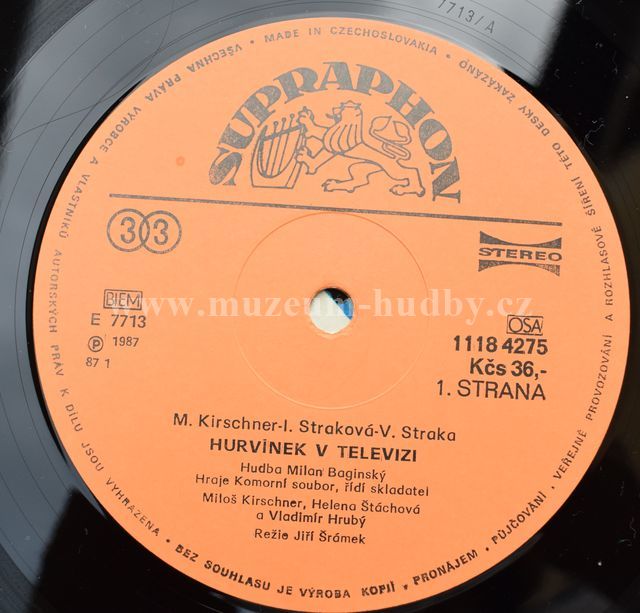 7713/A
VŠECHNA PRÁVA VÝROBCE A VLASTNÍKŮ AUTORSKÝCH PRÁV K DÍLU JSOU VYHRAZENA • BEZ SOUHLASU JE VÝROBA KOPIÍ • PRONÁJEM • PŮJČOVÁNÍ • VEŘEJNÉ PROVOZOVÁNÍ A ROZHLASOVÉ ŠÍŘENÍ TÉTO DESKY ZAKÁZÁNO • MADE IN CZECHOSLOVAKIA •
SUPRAPHON
33
STEREO
www.muzeum-hudby.cz
BIEM
E 7713
℗ 1987
87 1
OSA
1118 4275
Kčs 36,-
1. STRANA
M. Kirschner-I. Straková-V. Straka
HURVÍNEK V TELEVIZI
Hudba Milan Baginský
Hraje Komorní soubor, řídí skladatel
Miloš Kirschner, Helena Štáchová
a Vladimír Hrubý
Režie Jiří Šrámek